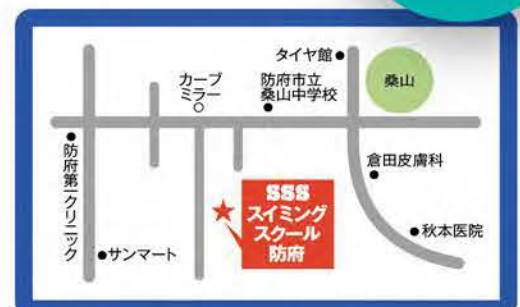 タイヤ館
桑山
カーブ
ミラー
防府市立
桑山中学校
防府第一クリニック
倉田皮膚科
SSS
スイミング
スクール
防府
秋本医院
サンマート